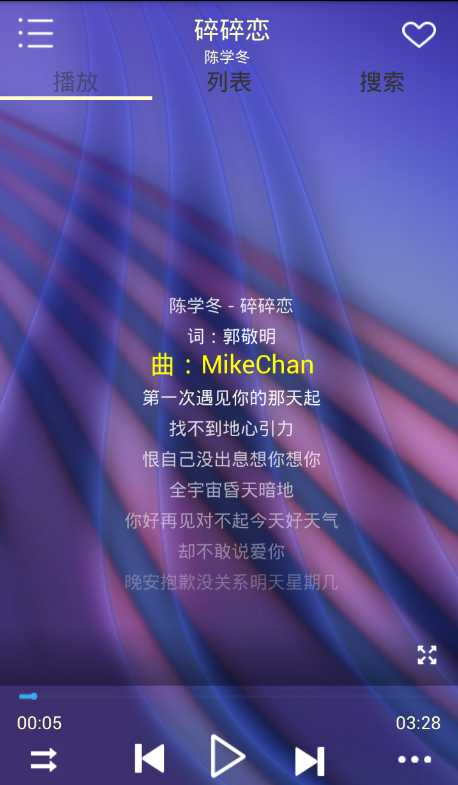 碎碎恋
陈学冬
播放 列表 搜索
陈学冬 - 碎碎恋
词：郭敬明
曲：MikeChan
第一次遇见你的那天起
找不到地心引力
恨自己没出息想你想你
全宇宙昏天暗地
你好再见对不起今天好天气
却不敢说爱你
晚安抱歉没关系明天星期几
00:05 03:28